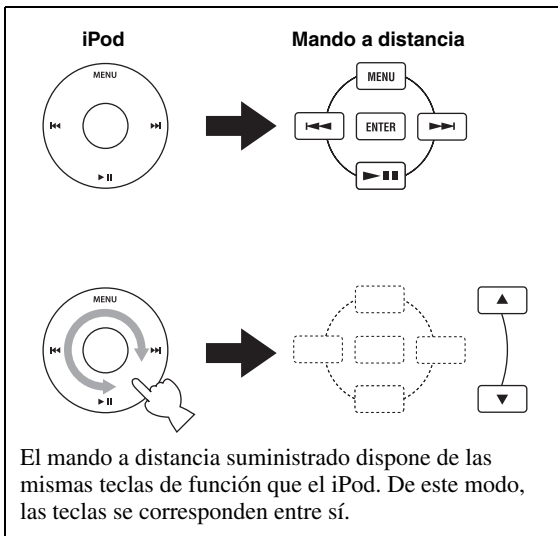 iPod
Mando a distancia
MENU
MENU
ENTER
MENU
El mando a distancia suministrado dispone de las
mismas teclas de función que el iPod. De este modo,
las teclas se corresponden entre sí.